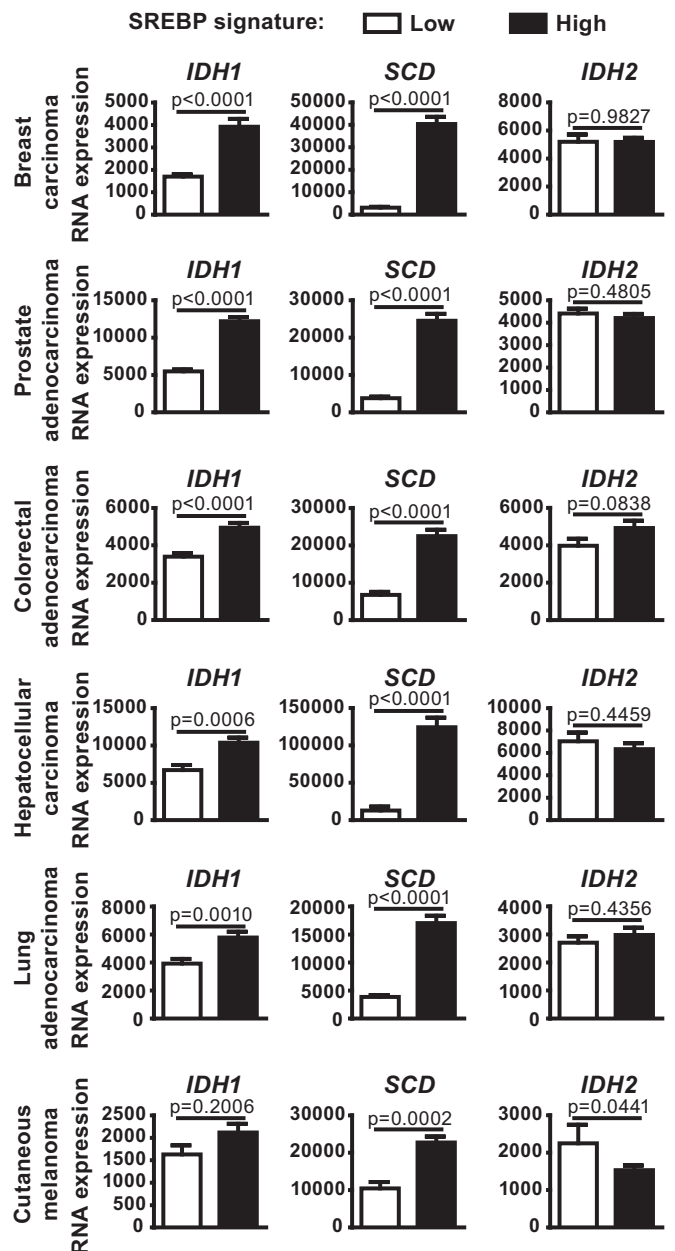 SREBP signature: Low High
Breast
carcinoma
RNA expression
IDH1
p<0.0001
5000
4000
3000
2000
1000
0
SCD
p<0.0001
50000
40000
30000
20000
10000
0
IDH2
p=0.9827
8000
6000
4000
2000
0
Prostate
adenocarcinoma
RNA expression
IDH1
p<0.0001
15000
10000
5000
0
SCD
p<0.0001
30000
20000
10000
0
IDH2
p=0.4805
5000
4000
3000
2000
1000
0
Colorectal
adenocarcinoma
RNA expression
IDH1
p<0.0001
6000
4000
2000
0
SCD
p<0.0001
30000
20000
10000
0
IDH2
p=0.0838
6000
4000
2000
0
Hepatocellular
carcinoma
RNA expression
IDH1
p=0.0006
15000
10000
5000
0
SCD
p<0.0001
150000
100000
50000
0
IDH2
p=0.4459
10000
8000
6000
4000
2000
0
Lung
adenocarcinoma
RNA expression
IDH1
p=0.0010
8000
6000
4000
2000
0
SCD
p<0.0001
20000
15000
10000
5000
0
IDH2
p=0.4356
4000
3000
2000
1000
0
Cutaneous
melanoma
RNA expression
IDH1
p=0.2006
2500
2000
1500
1000
500
0
SCD
p=0.0002
30000
20000
10000
0
IDH2
p=0.0441
3000
2000
1000
0